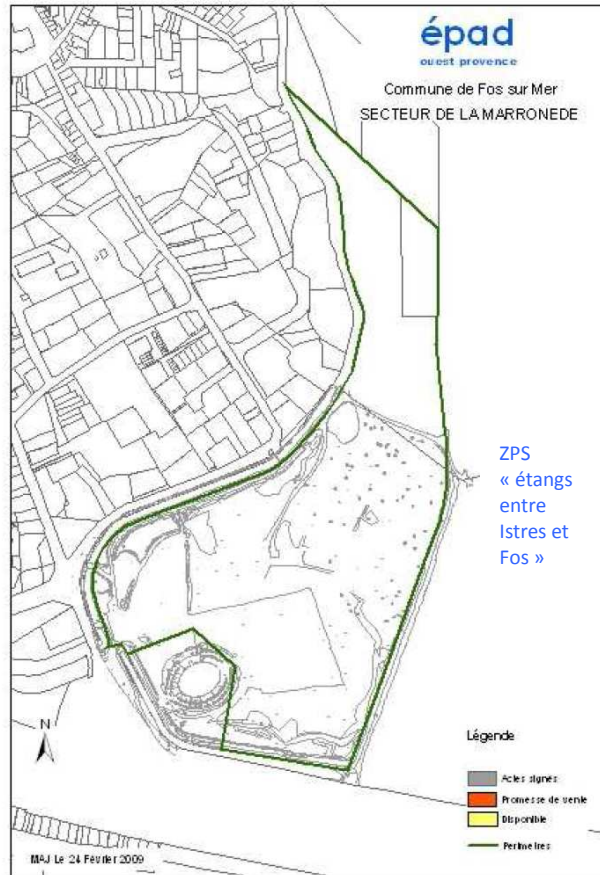 épad
ouest provence
Commune de Fos sur Mer
SECTEUR DE LA MARRONEDE
ZPS
« étangs
entre
Istres et
Fos »
N
Légende
Actes signés
Promesse de vente
Disponible
Perimetres
MAJ Le 24 Février 2009